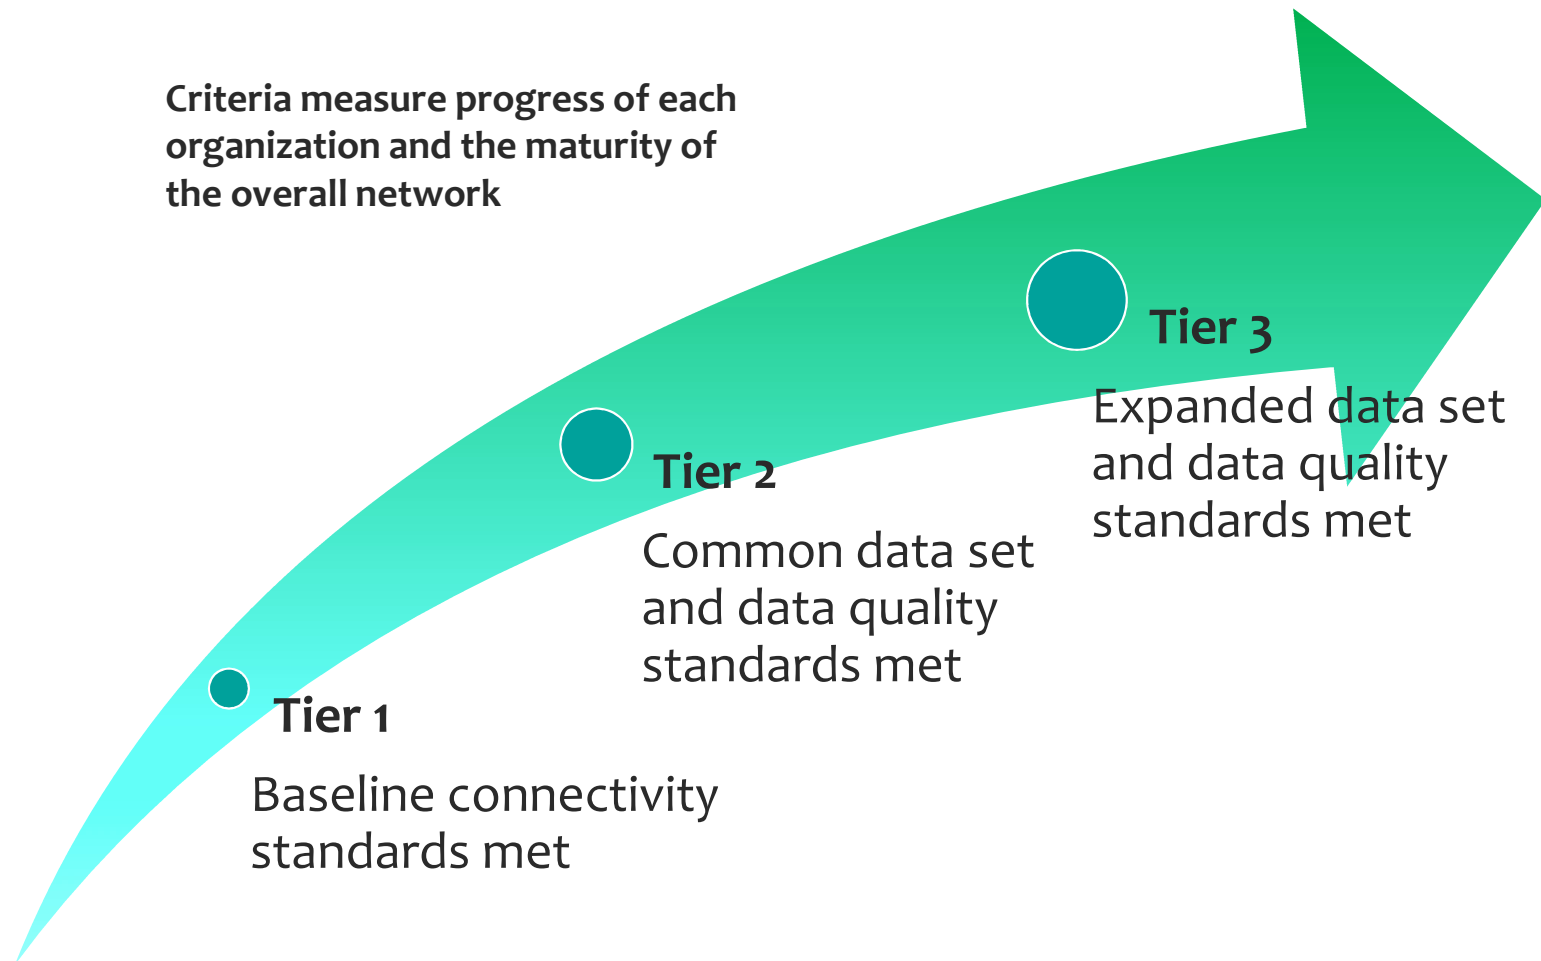 Criteria measure progress of each
organization and the maturity of
the overall network
Tier 3
Expanded data set
and data quality
standards met
Tier 2
Common data set
and data quality
standards met
Tier 1
Baseline connectivity
standards met